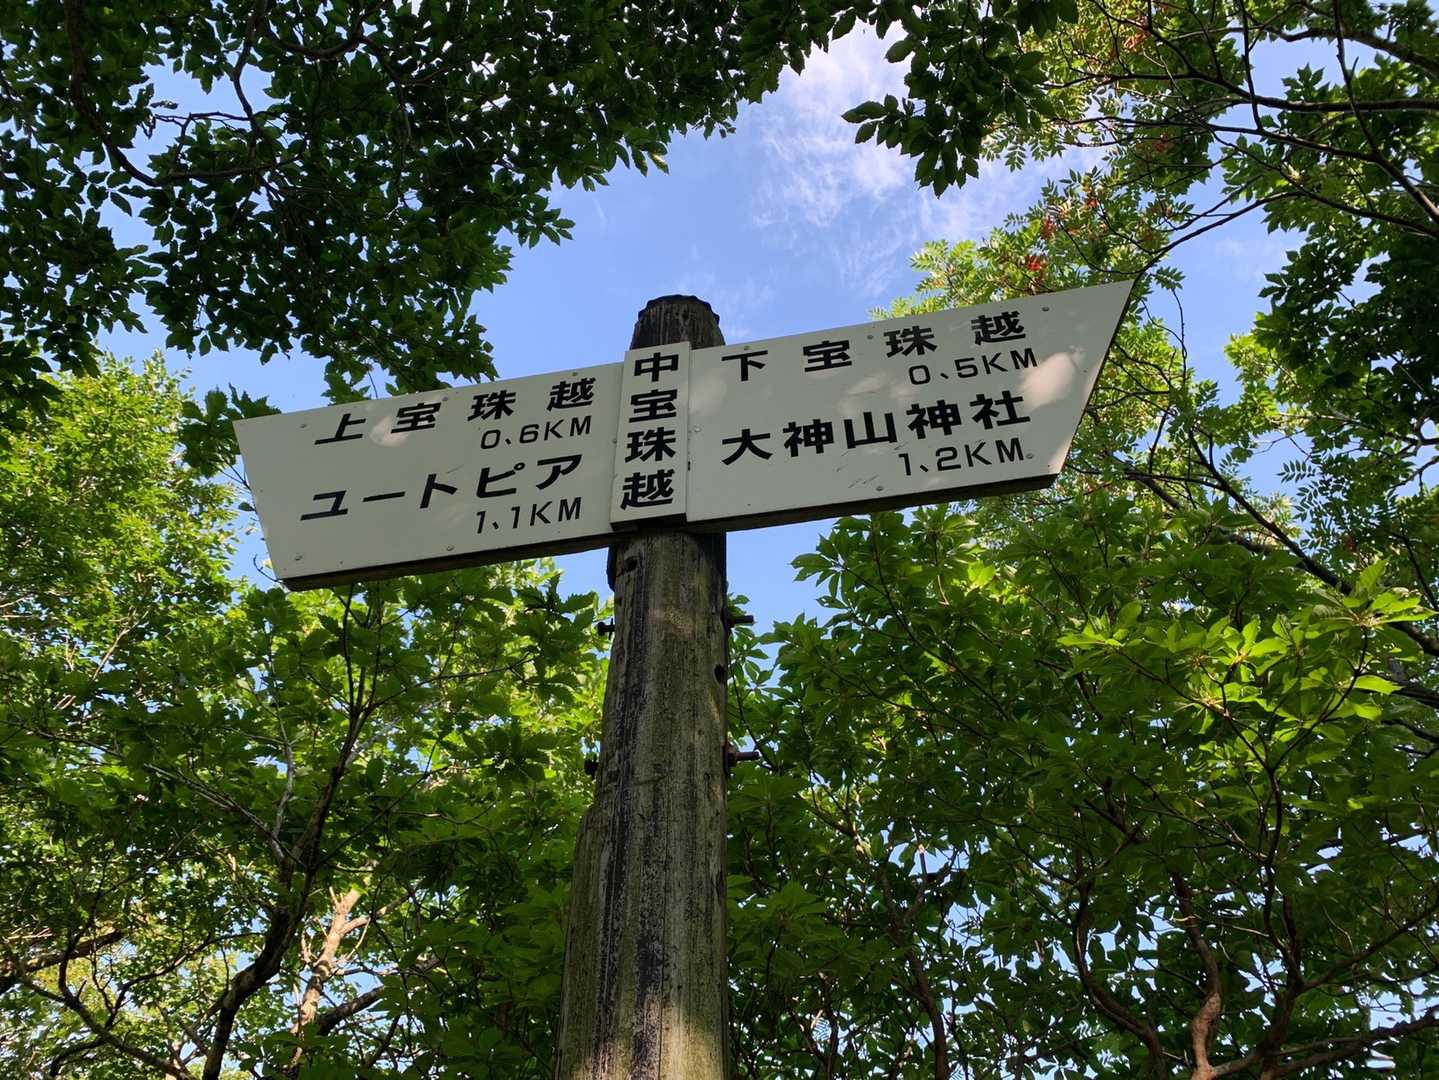 上宝珠越
0、6KM
ユートピア
1、1KM
中宝珠越
下宝珠越
0、5KM
大神山神社
1、2KM